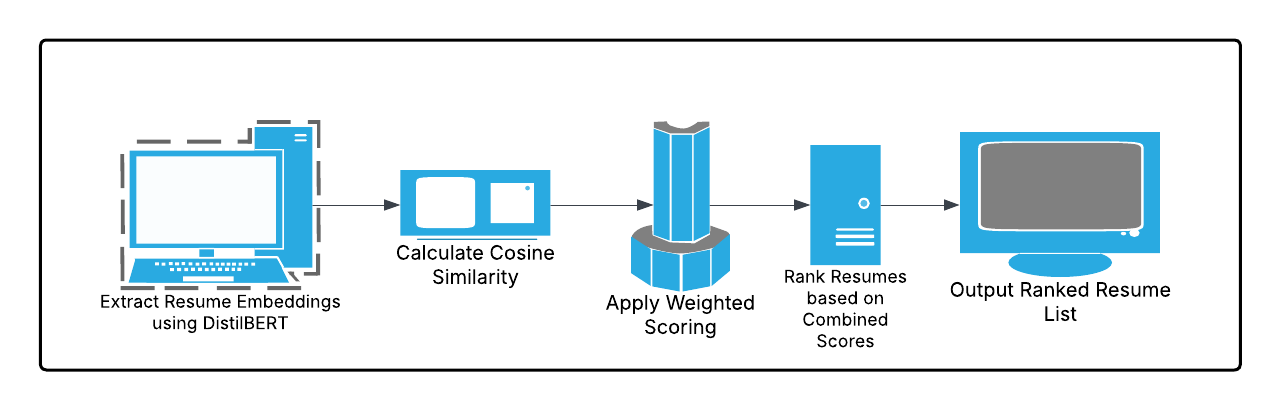 Extract Resume Embeddings
using DistilBERT
Calculate Cosine
Similarity
Apply Weighted
Scoring
Rank Resumes
based on
Combined
Scores
Output Ranked Resume
List